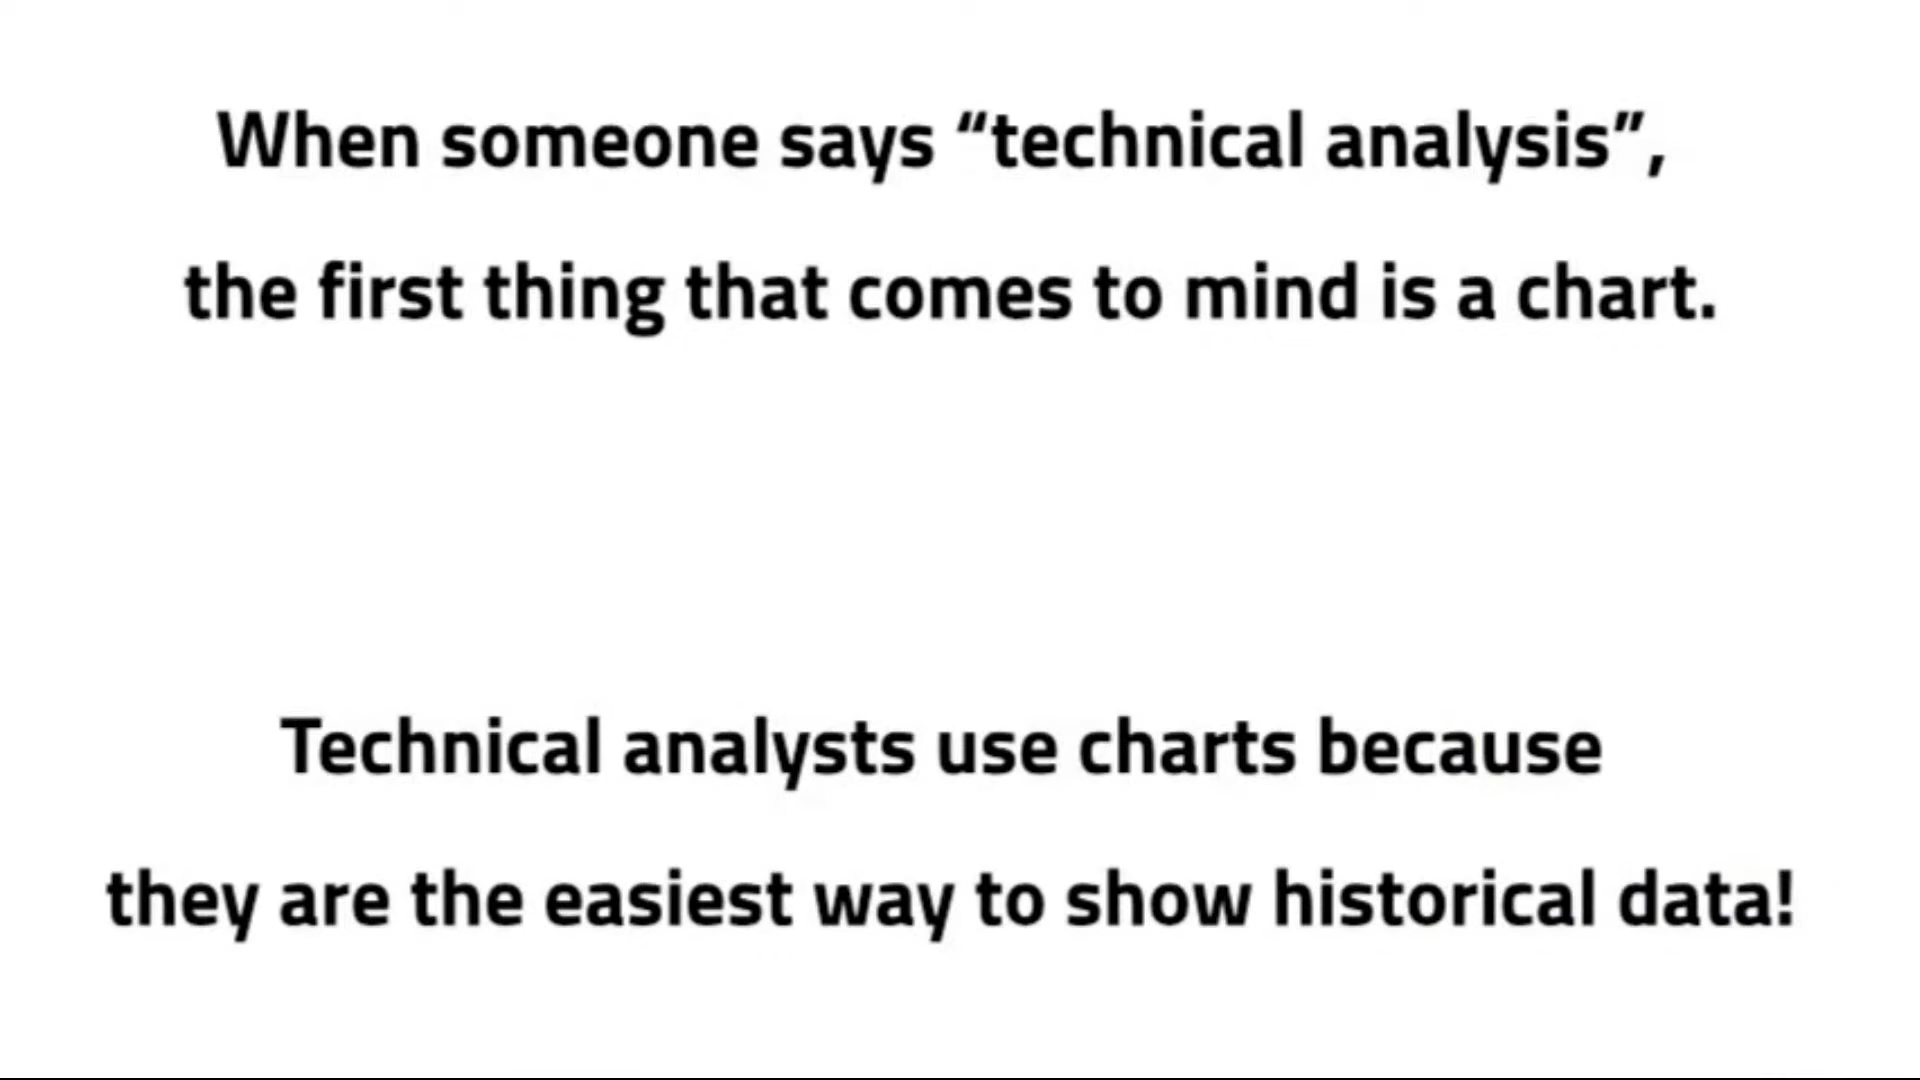 When someone says “technical analysis”,
the first thing that comes to mind is a chart.
Technical analysts use charts because
they are the easiest way to show historical data!